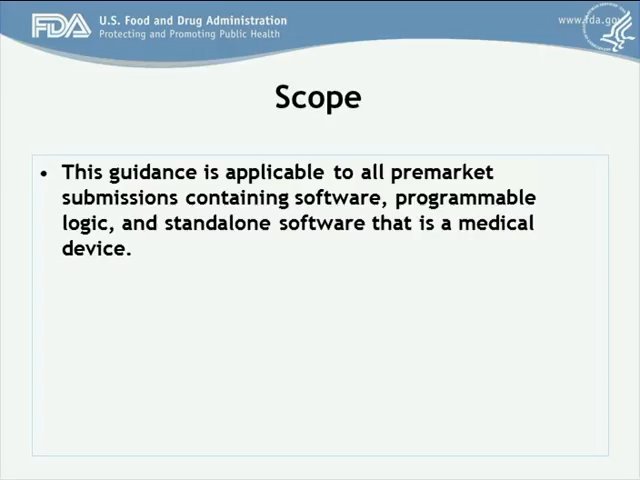 FDA U.S. Food and Drug Administration
Protecting and Promoting Public Health
www.fda.gov
Scope
• This guidance is applicable to all premarket
submissions containing software, programmable
logic, and standalone software that is a medical
device.